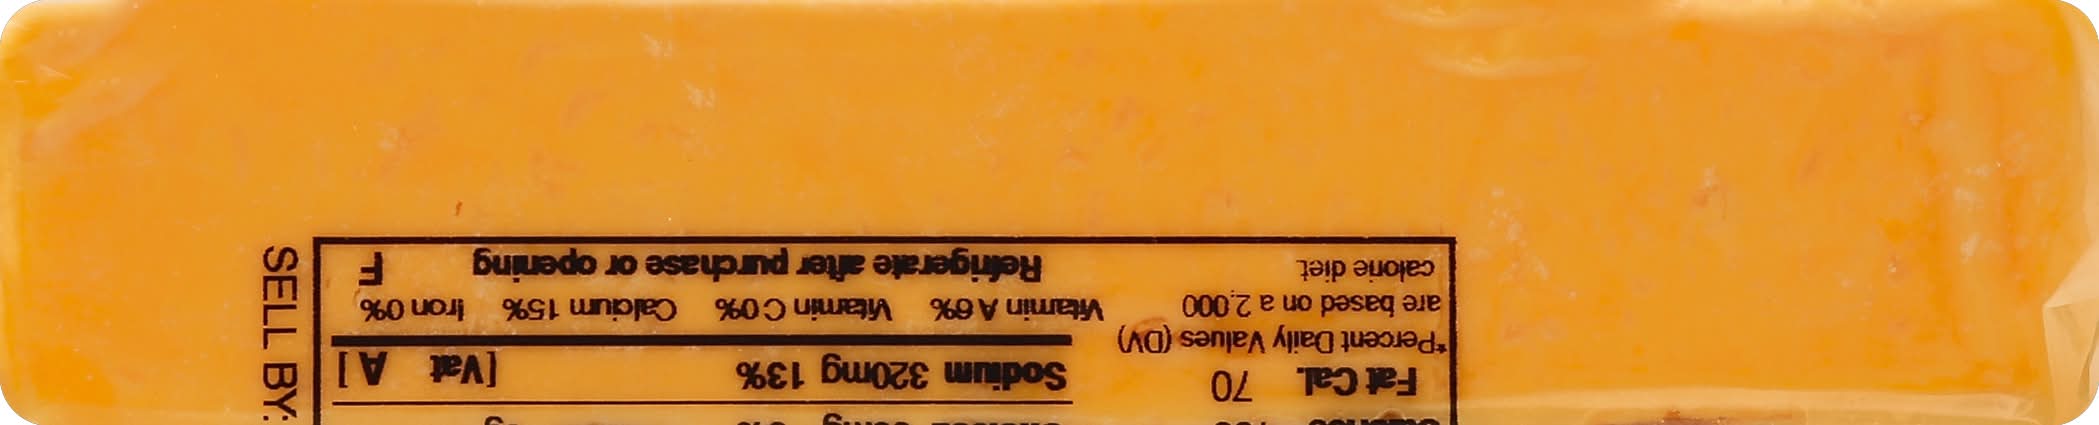 Fat Cal. 70
*Percent Daily Values (DV)
are based on a 2,000
calorie diet.
Sodium 320mg 13% [Vat A ]
Vitamin A 6% Vitamin C 0% Calcium 15% Iron 0%
Refrigerate after purchase or opening F
SELL BY: